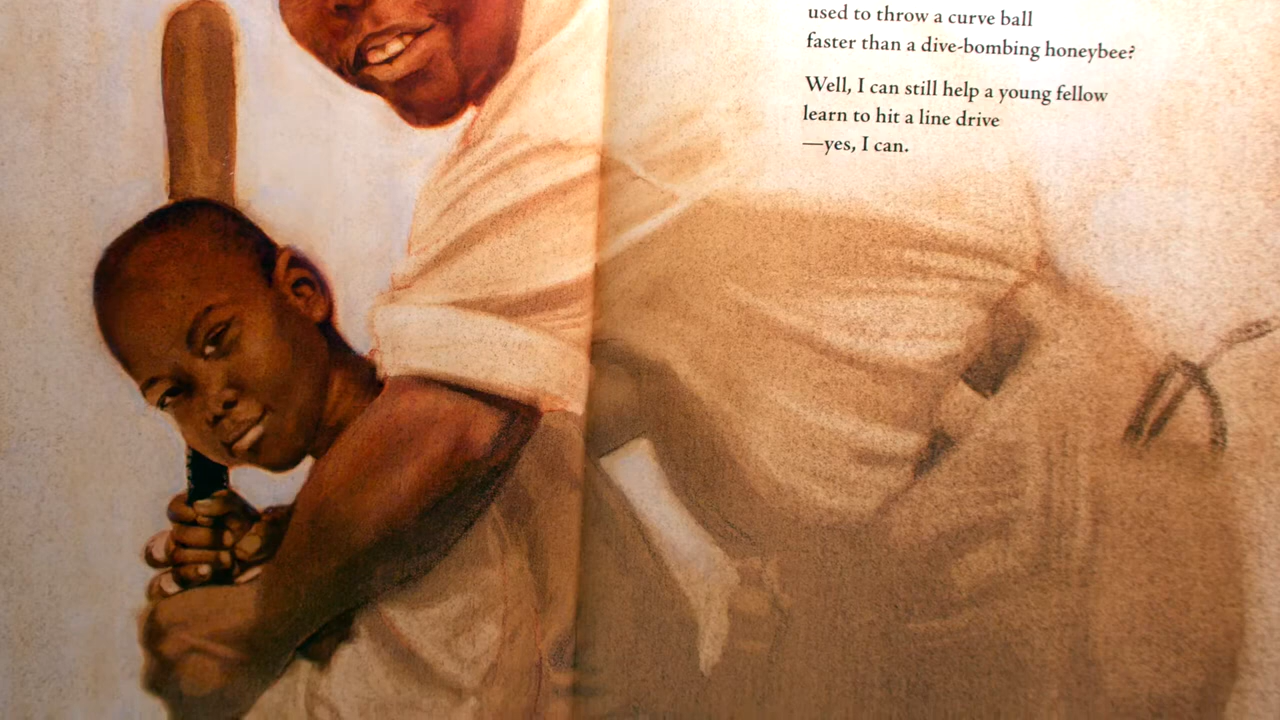 used to throw a curve ball
faster than a dive-bombing honeybee?
Well, I can still help a young fellow
learn to hit a line drive
—yes, I can.